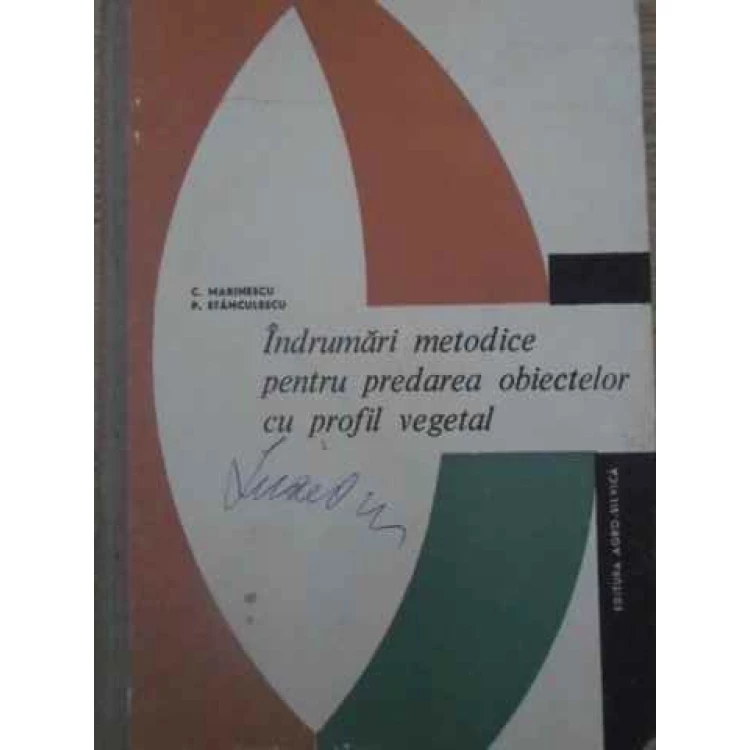 C. MARINESCU
P. STĂNCULESCU
Îndrumări metodice
pentru predarea obiectelor
cu profil vegetal
EDITURA AGRO-SILVICĂ